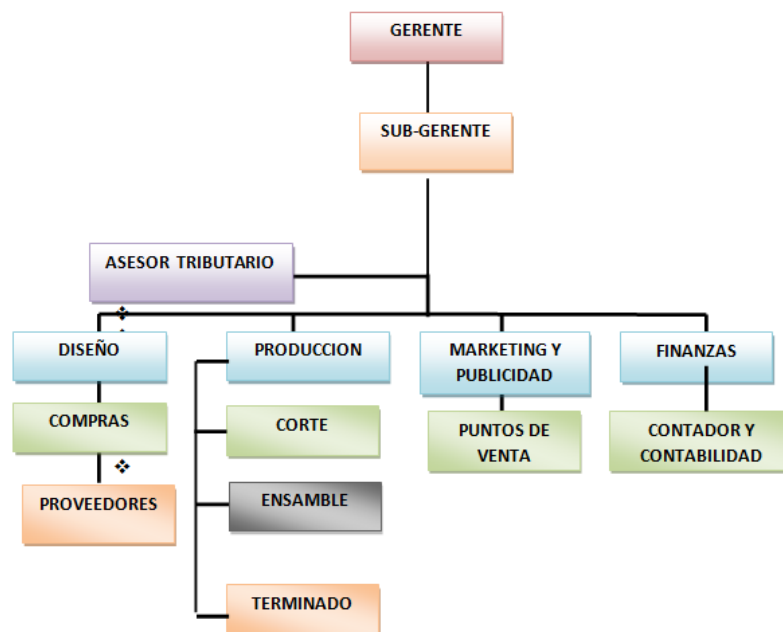 GERENTE
SUB-GERENTE
ASESOR TRIBUTARIO
DISEÑO
PRODUCCION
MARKETING Y
PUBLICIDAD
FINANZAS
COMPRAS
CORTE
PUNTOS DE
VENTA
CONTADOR Y
CONTABILIDAD
PROVEEDORES
ENSAMBLE
TERMINADO